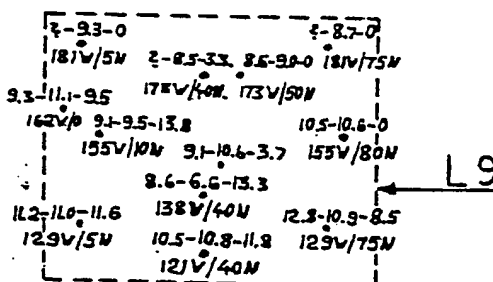 ?-9.3-0
181V/5N
?-8.7-0
181V/75N
?-8.5-3.3
8.6-9.0-0
175V/40N
173V/50N
9.3-11.1-9.5
162V/0
9.1-9.5-13.8
155V/10N
10.5-10.6-0
155V/80N
9.1-10.6-3.7
L9
8.6-6.6-13.3
138V/40N
11.2-11.0-11.6
129V/5N
12.8-10.9-8.5
129V/75N
10.5-10.8-11.8
121V/40N